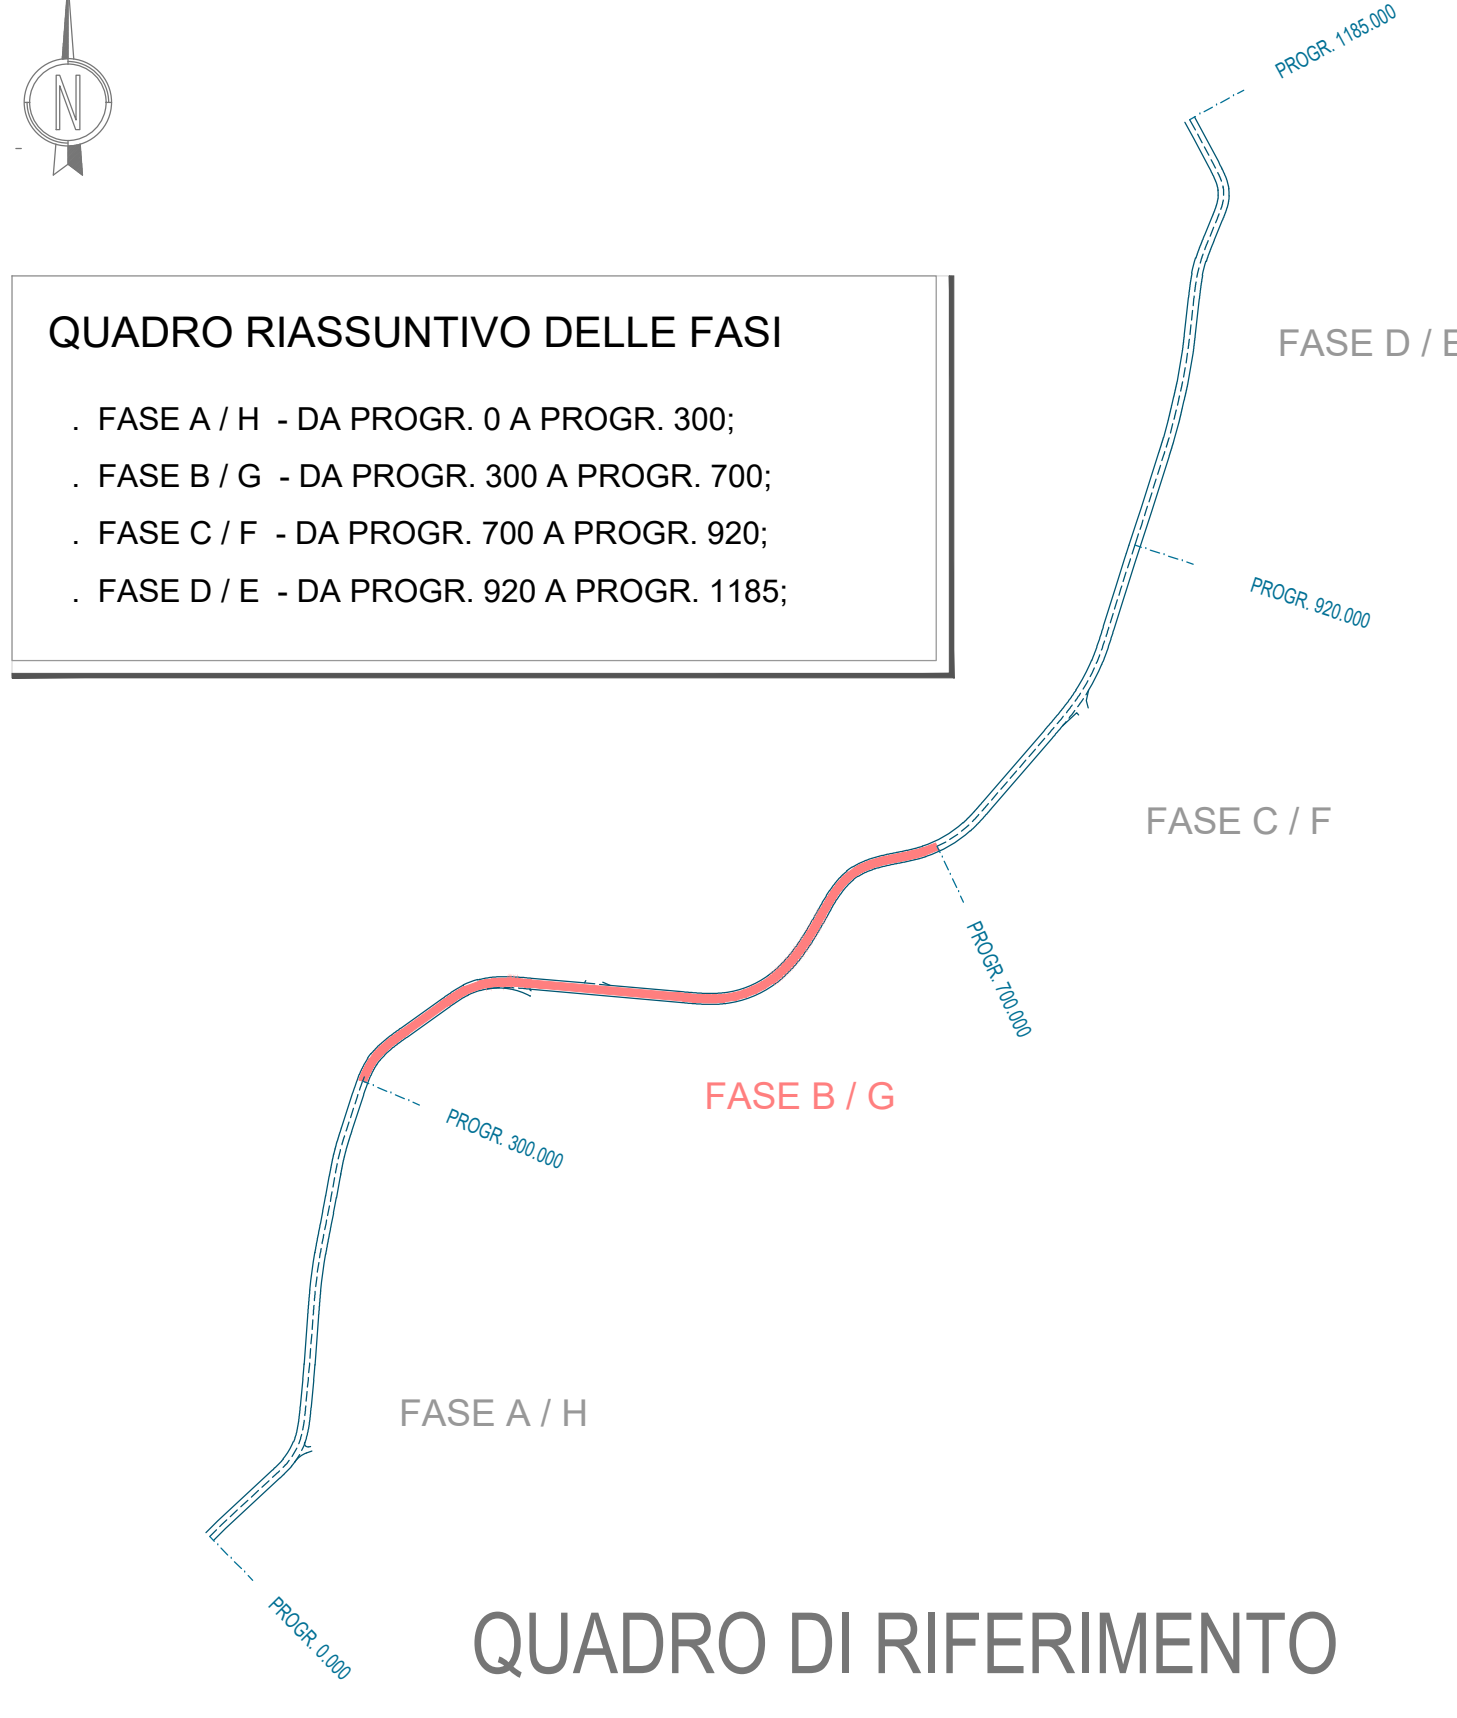 N
PROGR. 1185.000
QUADRO RIASSUNTIVO DELLE FASI
. FASE A / H - DA PROGR. 0 A PROGR. 300;
. FASE B / G - DA PROGR. 300 A PROGR. 700;
. FASE C / F - DA PROGR. 700 A PROGR. 920;
. FASE D / E - DA PROGR. 920 A PROGR. 1185;
FASE D / E
PROGR. 920.000
FASE C / F
PROGR. 700.000
FASE B / G
PROGR. 300.000
FASE A / H
PROGR. 0.000
QUADRO DI RIFERIMENTO